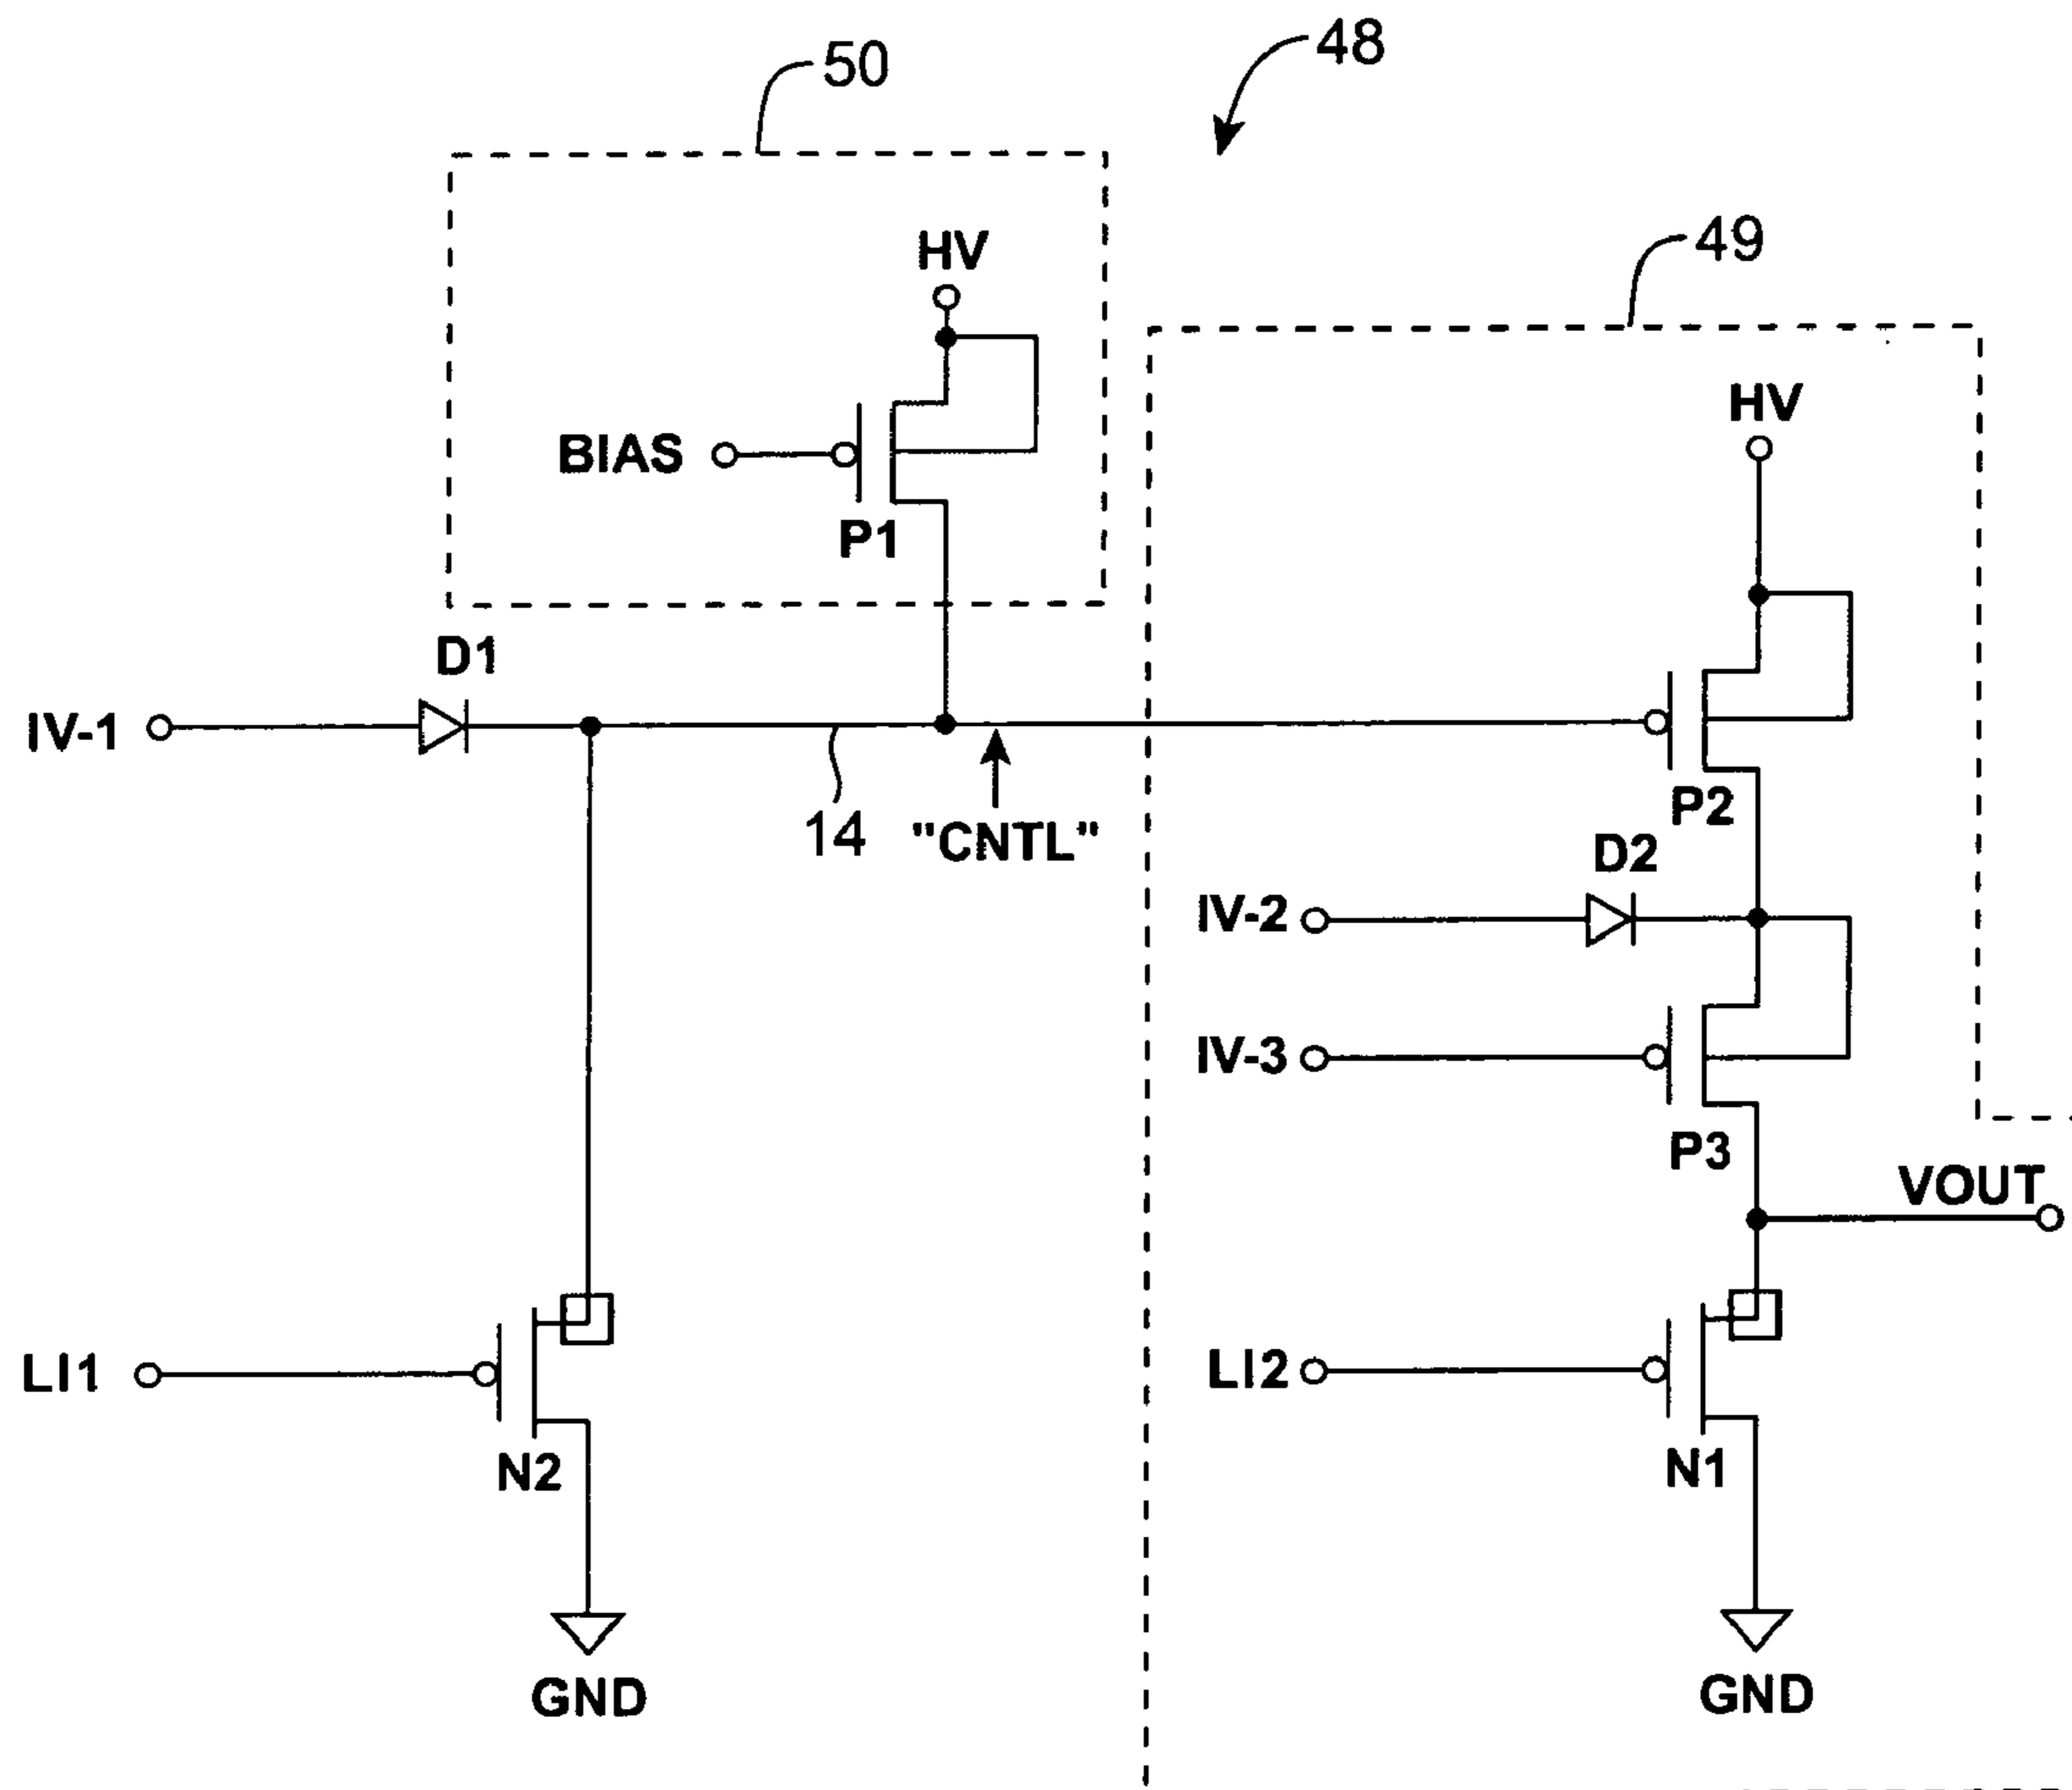 48
50
49
HV
HV
BIAS
P1
D1
IV-1
P2
14
"CNTL"
D2
IV-2
IV-3
P3
VOUT
LI1
LI2
N2
N1
GND
GND